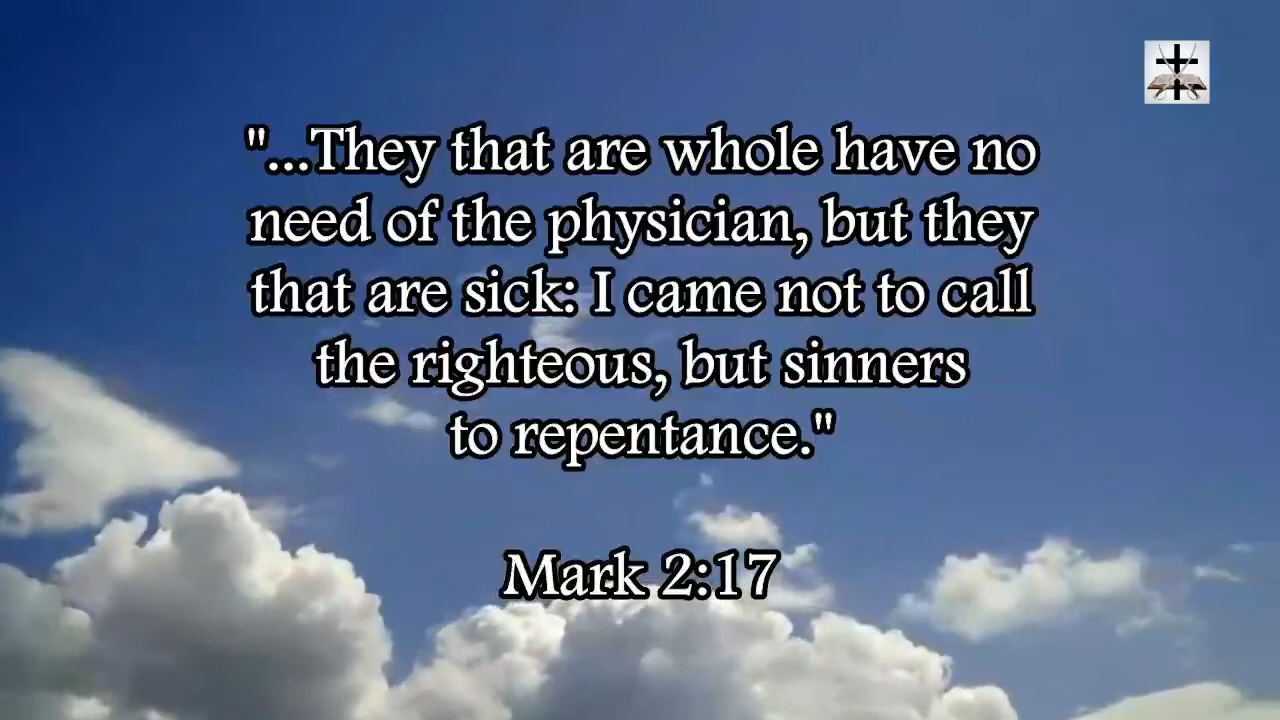 "...They that are whole have no
need of the physician, but they
that are sick: I came not to call
the righteous, but sinners
to repentance."
Mark 2:17